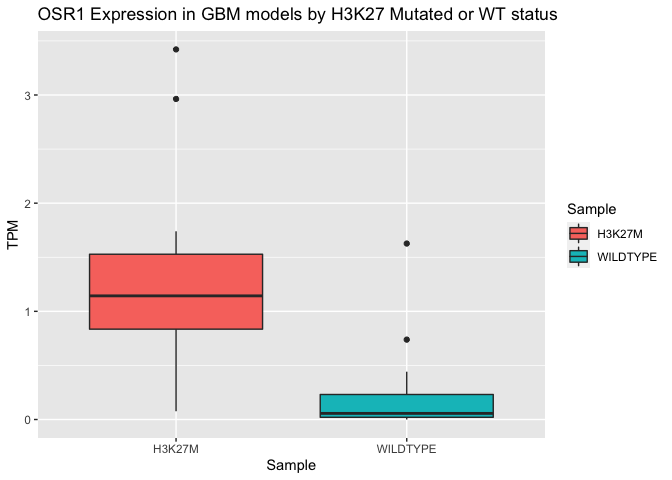 OSR1 Expression in GBM models by H3K27 Mutated or WT status
3
2
1
0
TPM
H3K27M
WILDTYPE
Sample
Sample
H3K27M
WILDTYPE